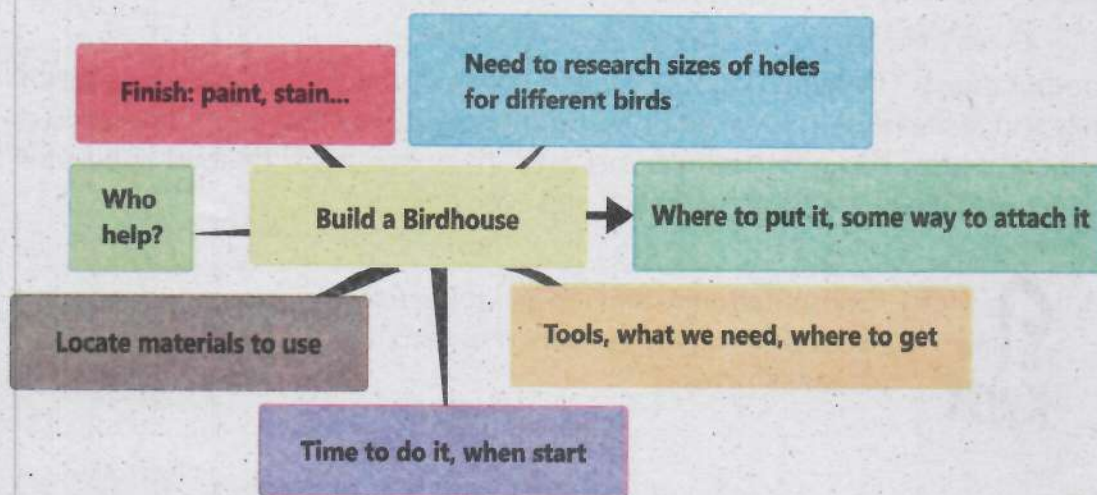 Finish: paint, stain...
Need to research sizes of holes
for different birds
Who
help?
Build a Birdhouse
Where to put it, some way to attach it
Locate materials to use
Tools, what we need, where to get
Time to do it, when start